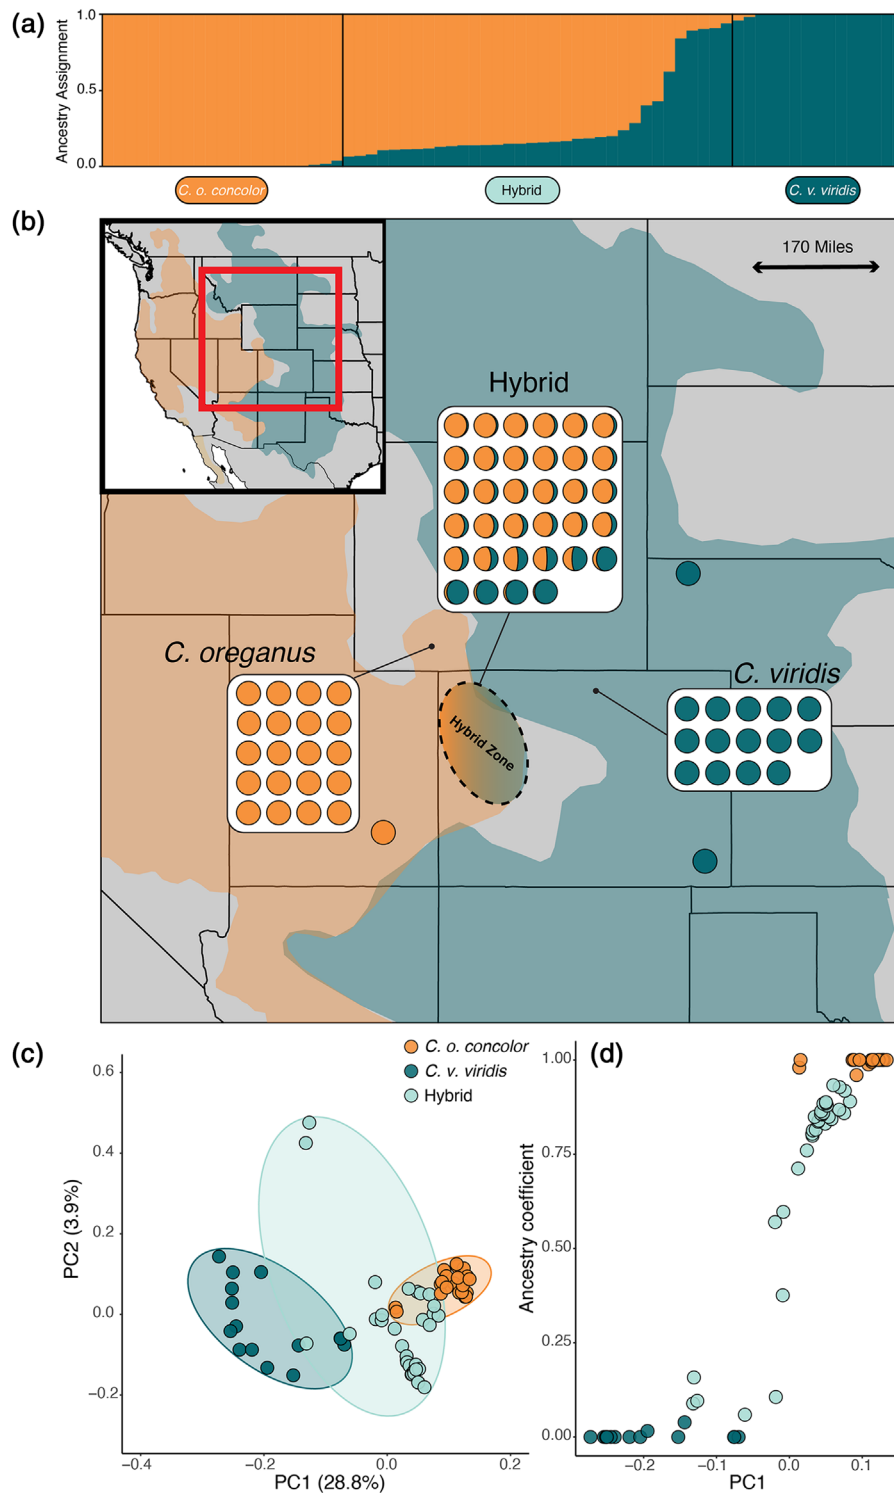 (a)
1.0
0.5
0.0
Ancestry Assignment
C. o. concolor
Hybrid
C. v. viridis
(b)
170 Miles
Hybrid
C. oreganus
C. viridis
Hybrid Zone
(c)
C. o. concolor
C. v. viridis
Hybrid
0.6
0.4
0.2
0.0
−0.2
PC2 (3.9%)
−0.4
−0.2
0.0
0.2
PC1 (28.8%)
(d)
1.00
0.75
0.50
0.25
0.00
Ancestry coefficient
−0.2
−0.1
0.0
0.1
PC1